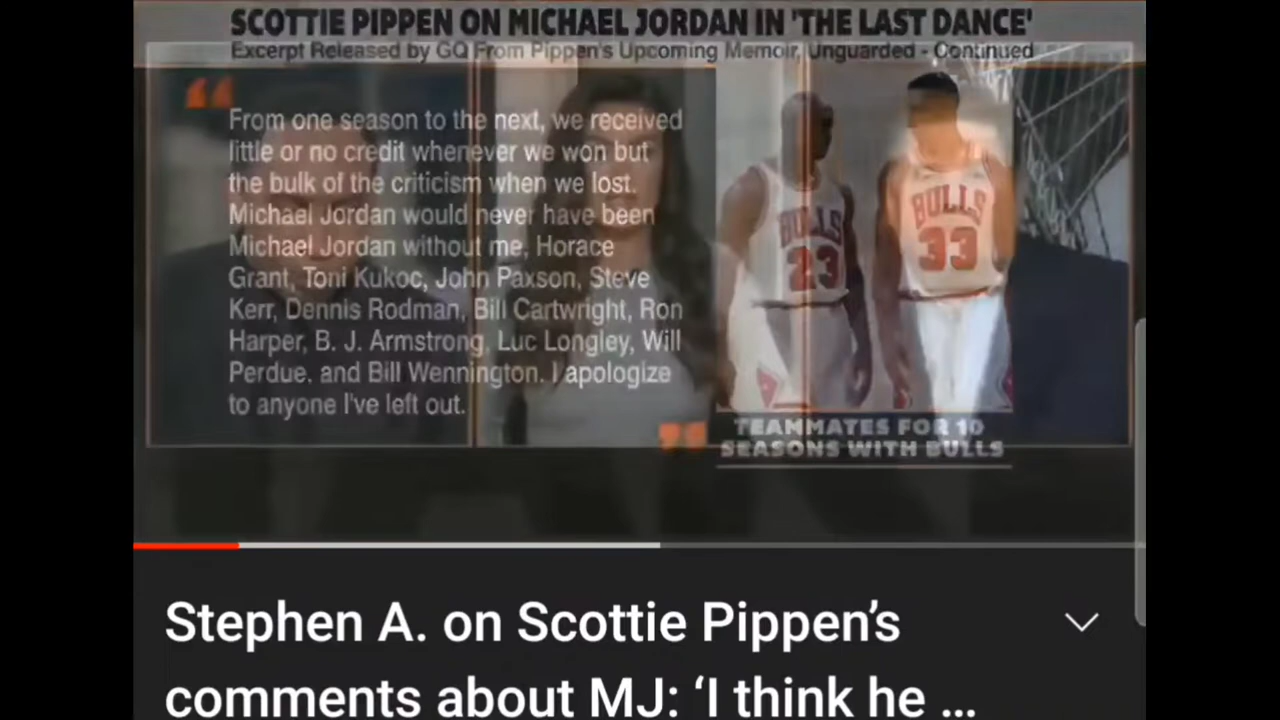 SCOTTIE PIPPEN ON MICHAEL JORDAN IN 'THE LAST DANCE'
Excerpt Released by GQ From Pippen's Upcoming Memoir, Unguarded - Continued
“
From one season to the next, we received
little or no credit whenever we won but
the bulk of the criticism when we lost.
Michael Jordan would never have been
Michael Jordan without me, Horace
Grant, Toni Kukoc, John Paxson, Steve
Kerr, Dennis Rodman, Bill Cartwright, Ron
Harper, B. J. Armstrong, Luc Longley, Will
Perdue, and Bill Wennington. I apologize
to anyone I've left out.
”
BULLS
23
BULLS
33
TEAMMATES FOR 10
SEASONS WITH BULLS
Stephen A. on Scottie Pippen’s
comments about MJ: ‘I think he ...